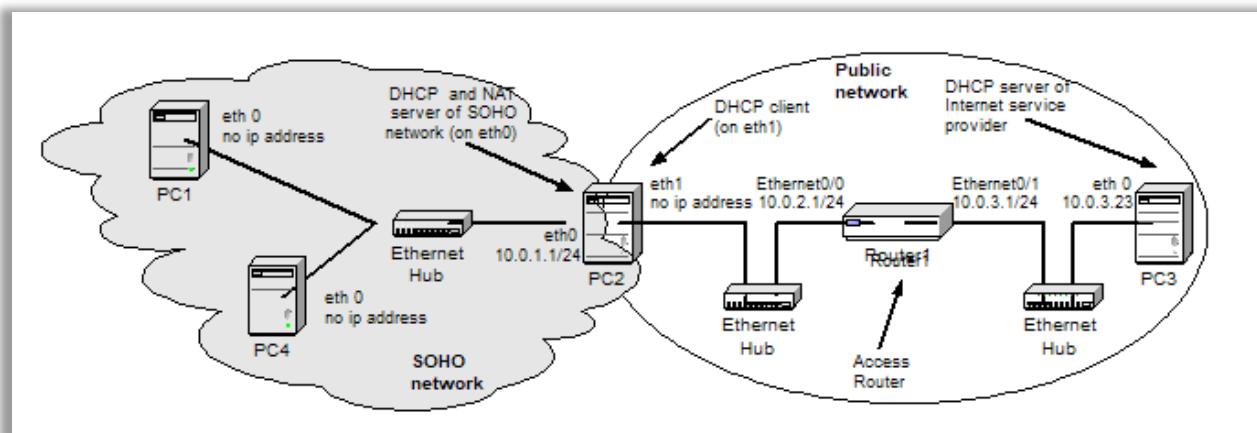 eth 0
no ip address
PC1
eth 0
no ip address
PC4
SOHO
network
Ethernet
Hub
DHCP and NAT
server of SOHO
network (on eth0)
eth0
10.0.1.1/24
PC2
Public
network
DHCP client
(on eth1)
eth1
no ip address
Ethernet
Hub
Ethernet0/0
10.0.2.1/24
Router1
Router1
Access
Router
Ethernet0/1
10.0.3.1/24
Ethernet
Hub
DHCP server of
Internet service
provider
eth 0
10.0.3.23
PC3